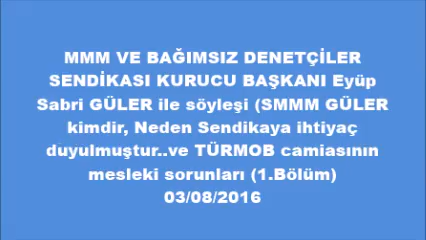 MMM VE BAĞIMSIZ DENETÇİLER
SENDİKASI KURUCU BAŞKANI Eyüp
Sabri GÜLER ile söyleşi (SMMM GÜLER
kimdir, Neden Sendikaya ihtiyaç
duyulmuştur..ve TÜRMOB camiasının
mesleki sorunları (1.Bölüm)
03/08/2016